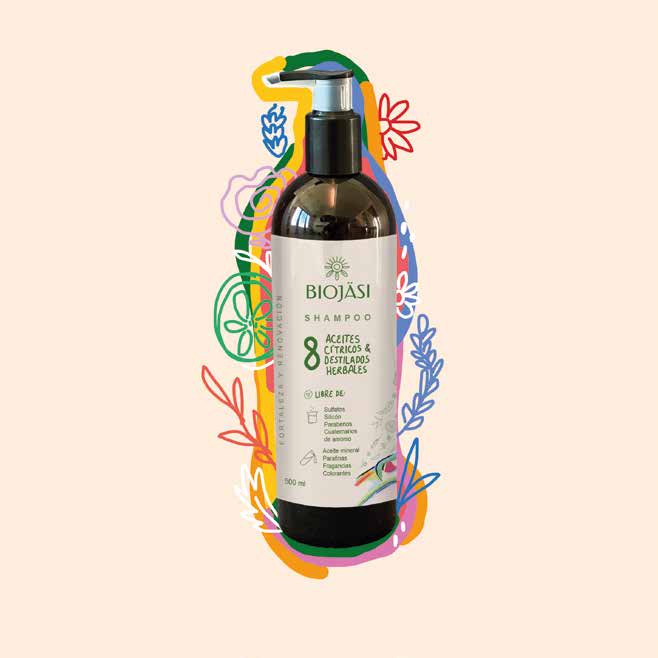 BIOJÄSI
SHAMPOO
FORTALEZA Y RENOVACIÓN
8 ACEITES
CÍTRICOS &
DESTILADOS
HERBALES
LIBRE DE:
Sulfatos
Silicón
Parabenos
Cuaternarios
de amonio
Aceite mineral
Parafinas
Fragancias
Colorantes
500 ml